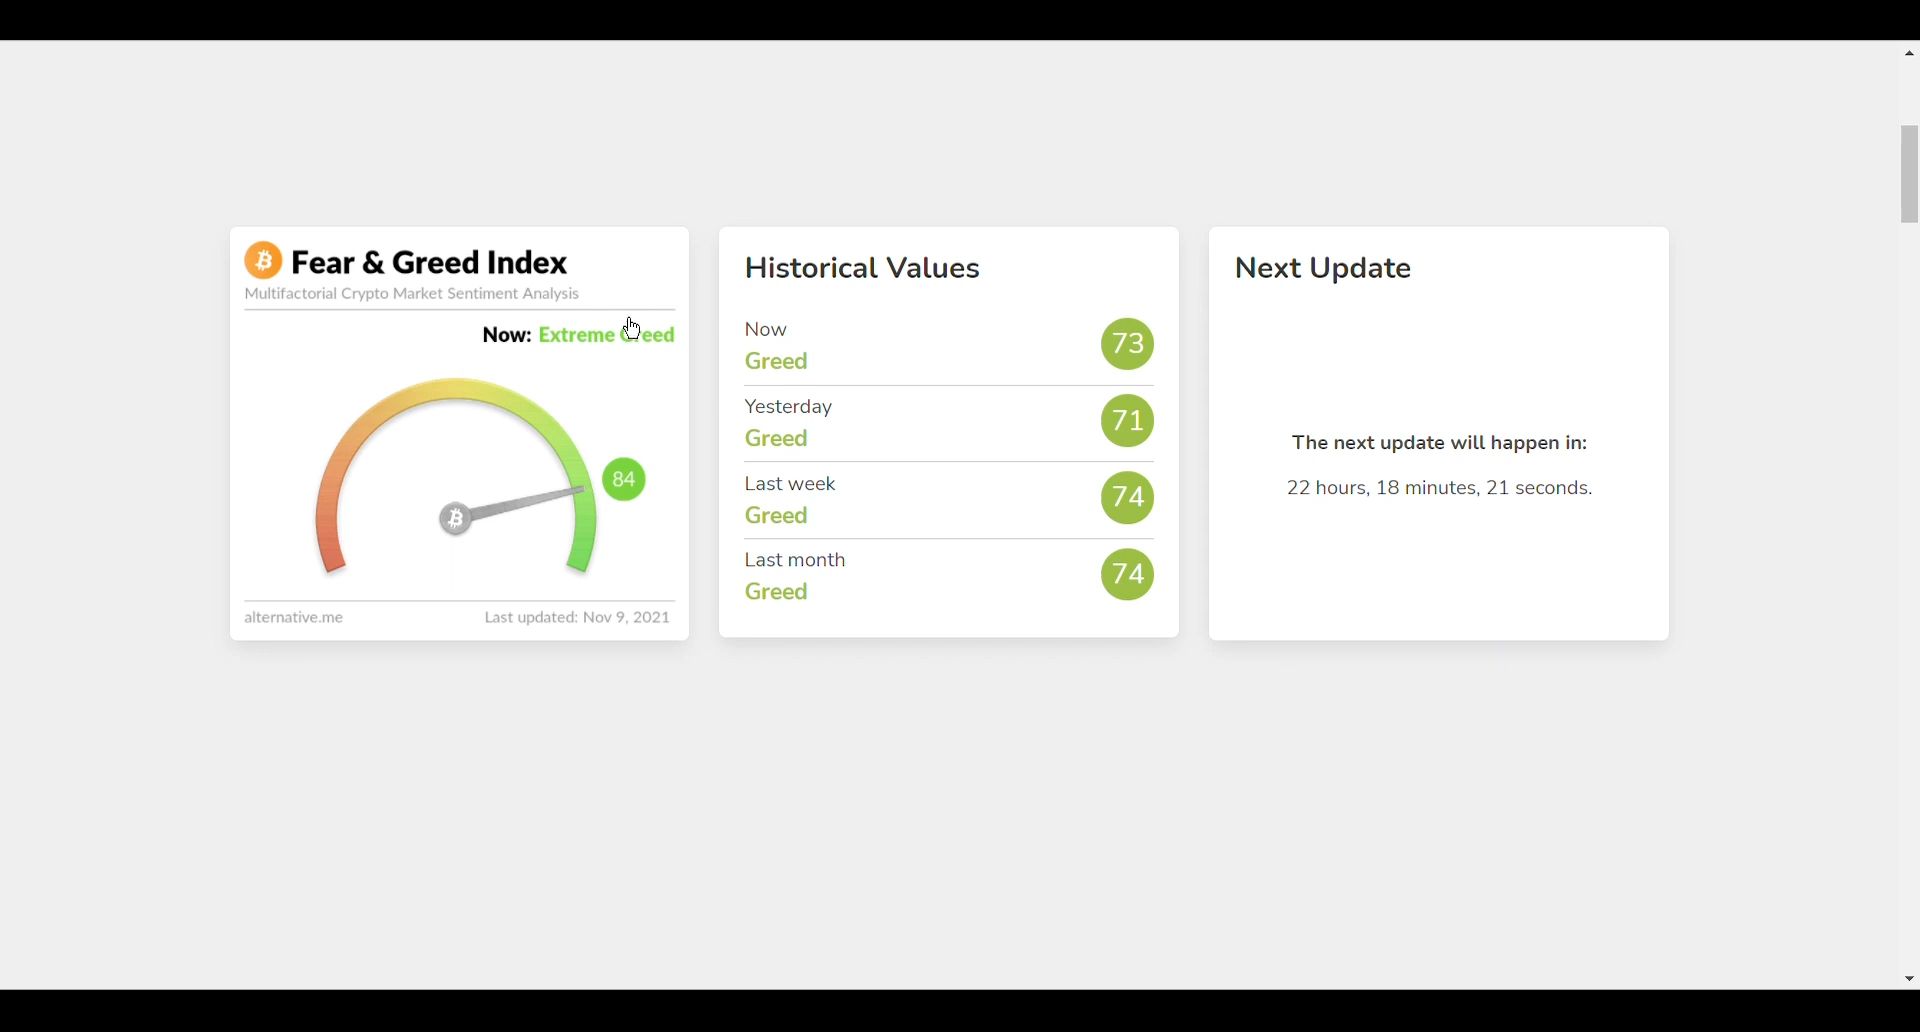 Fear & Greed Index
Multifactorial Crypto Market Sentiment Analysis
Now: Extreme Greed
84
alternative.me
Last updated: Nov 9, 2021
Historical Values
Now
Greed
73
Yesterday
Greed
71
Last week
Greed
74
Last month
Greed
74
Next Update
The next update will happen in:
22 hours, 18 minutes, 21 seconds.